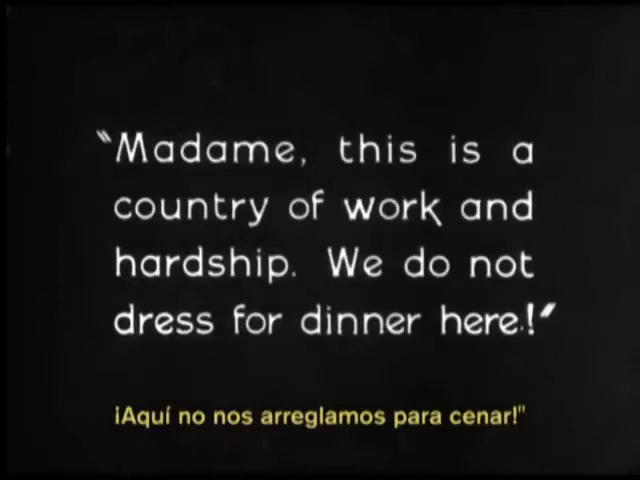 "Madame, this is a
country of work and
hardship. We do not
dress for dinner here!"
¡Aquí no nos arreglamos para cenar!"